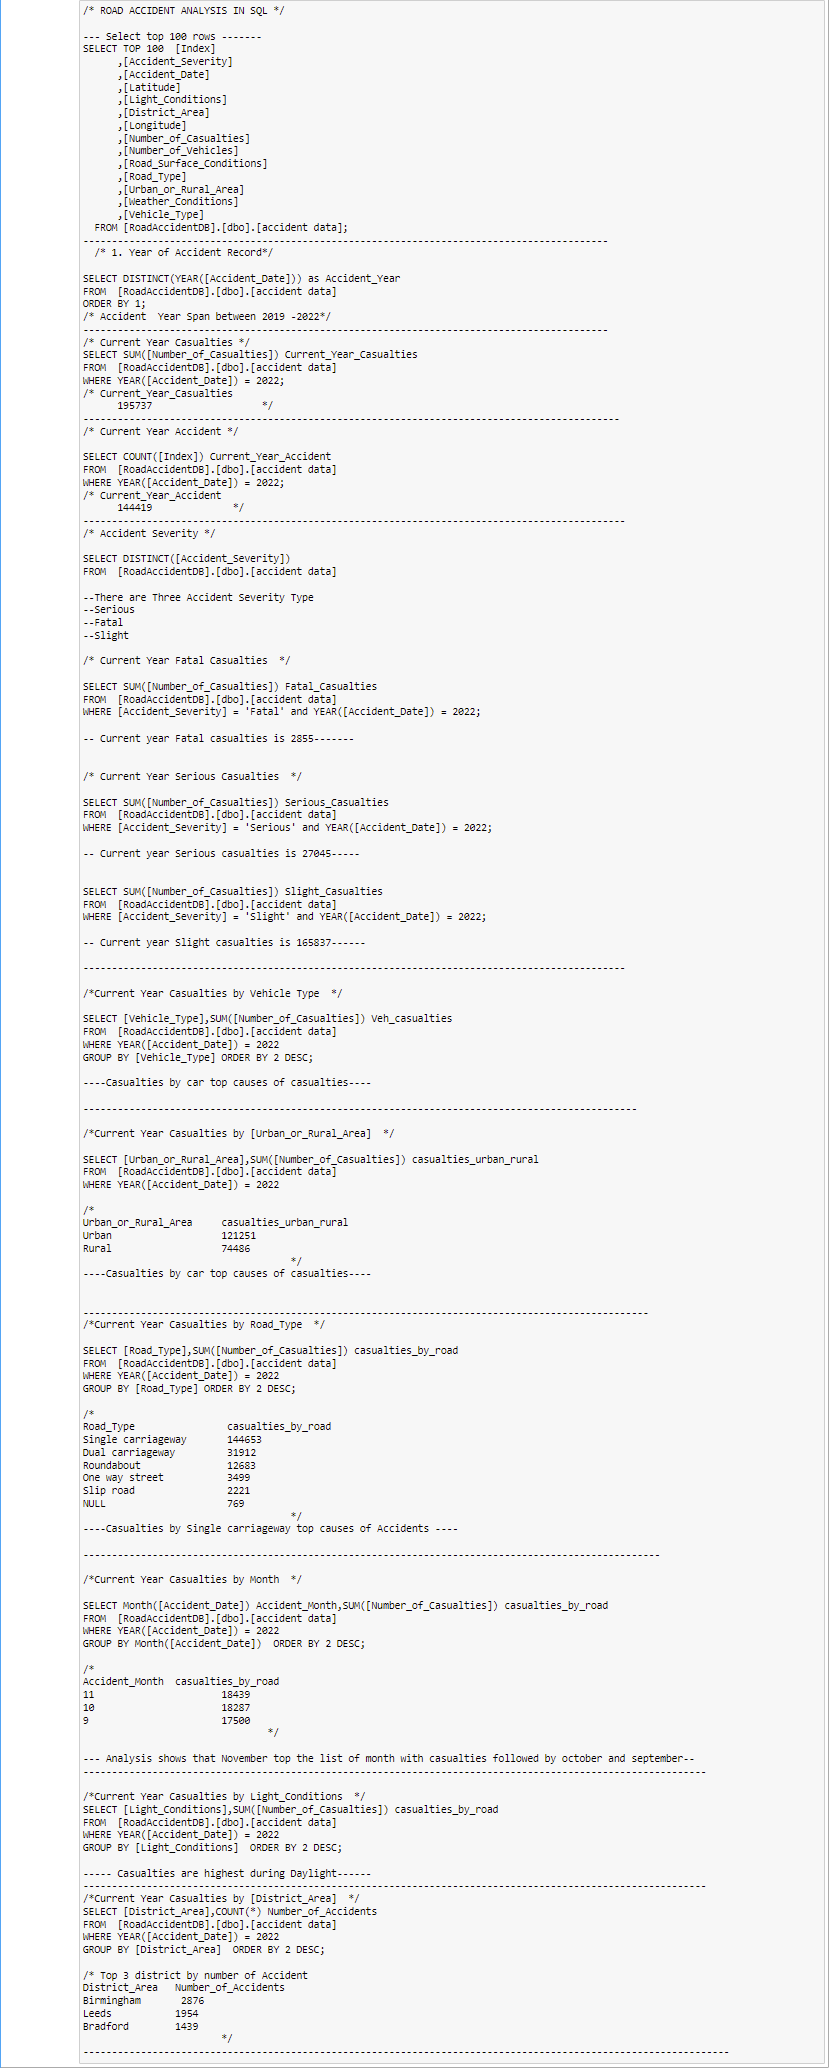 /* ROAD ACCIDENT ANALYSIS IN SQL */
--- Select top 100 rows -------
SELECT TOP 100  [Index]
      ,[Accident_Severity]
      ,[Accident_Date]
      ,[Latitude]
      ,[Light_Conditions]
      ,[District_Area]
      ,[Longitude]
      ,[Number_of_Casualties]
      ,[Number_of_Vehicles]
      ,[Road_Surface_Conditions]
      ,[Road_Type]
      ,[Urban_or_Rural_Area]
      ,[Weather_Conditions]
      ,[Vehicle_Type]
  FROM [RoadAccidentDB].[dbo].[accident data];
-------------------------------------------------------------------------------------------
  /* 1. Year of Accident Record*/
SELECT DISTINCT(YEAR([Accident_Date])) as Accident_Year
FROM  [RoadAccidentDB].[dbo].[accident data]
ORDER BY 1;
/* Accident  Year Span between 2019 -2022*/
-------------------------------------------------------------------------------------------
/* Current Year Casualties */
SELECT SUM([Number_of_Casualties]) Current_Year_Casualties
FROM  [RoadAccidentDB].[dbo].[accident data]
WHERE YEAR([Accident_Date]) = 2022;
/* Current_Year_Casualties
      195737                   */
---------------------------------------------------------------------------------------------
/* Current Year Accident */
SELECT COUNT([Index]) Current_Year_Accident
FROM  [RoadAccidentDB].[dbo].[accident data]
WHERE YEAR([Accident_Date]) = 2022;
/* Current_Year_Accident
      144419              */
----------------------------------------------------------------------------------------------
/* Accident Severity */
SELECT DISTINCT([Accident_Severity])
FROM  [RoadAccidentDB].[dbo].[accident data]
--There are Three Accident Severity Type
--Serious
--Fatal
--Slight
/* Current Year Fatal Casualties  */
SELECT SUM([Number_of_Casualties]) Fatal_Casualties
FROM  [RoadAccidentDB].[dbo].[accident data]
WHERE [Accident_Severity] = 'Fatal' and YEAR([Accident_Date]) = 2022;
-- Current year Fatal casualties is 2855-------
/* Current Year Serious Casualties  */
SELECT SUM([Number_of_Casualties]) Serious_Casualties
FROM  [RoadAccidentDB].[dbo].[accident data]
WHERE [Accident_Severity] = 'Serious' and YEAR([Accident_Date]) = 2022;
-- Current year Serious casualties is 27045-----
SELECT SUM([Number_of_Casualties]) Slight_Casualties
FROM  [RoadAccidentDB].[dbo].[accident data]
WHERE [Accident_Severity] = 'Slight' and YEAR([Accident_Date]) = 2022;
-- Current year Slight casualties is 165837------
----------------------------------------------------------------------------------------------
/*Current Year Casualties by Vehicle Type  */
SELECT [Vehicle_Type],SUM([Number_of_Casualties]) Veh_casualties
FROM  [RoadAccidentDB].[dbo].[accident data]
WHERE YEAR([Accident_Date]) = 2022
GROUP BY [Vehicle_Type] ORDER BY 2 DESC;
----Casualties by car top causes of casualties----
------------------------------------------------------------------------------------------------
/*Current Year Casualties by [Urban_or_Rural_Area]  */
SELECT [Urban_or_Rural_Area],SUM([Number_of_Casualties]) casualties_urban_rural
FROM  [RoadAccidentDB].[dbo].[accident data]
WHERE YEAR([Accident_Date]) = 2022
/*
Urban_or_Rural_Area     casualties_urban_rural
Urban                   121251
Rural                   74486
                                    */
----Casualties by car top causes of casualties----
--------------------------------------------------------------------------------------------------
/*Current Year Casualties by Road_Type  */
SELECT [Road_Type],SUM([Number_of_Casualties]) casualties_by_road
FROM  [RoadAccidentDB].[dbo].[accident data]
WHERE YEAR([Accident_Date]) = 2022
GROUP BY [Road_Type] ORDER BY 2 DESC;
/*
Road_Type                casualties_by_road
Single carriageway       144653
Dual carriageway         31912
Roundabout               12683
One way street           3499
Slip road                2221
NULL                     769
                                    */
----Casualties by Single carriageway top causes of Accidents ----
----------------------------------------------------------------------------------------------------
/*Current Year Casualties by Month  */
SELECT Month([Accident_Date]) Accident_Month,SUM([Number_of_Casualties]) casualties_by_road
FROM  [RoadAccidentDB].[dbo].[accident data]
WHERE YEAR([Accident_Date]) = 2022
GROUP BY Month([Accident_Date])  ORDER BY 2 DESC;
/*
Accident_Month  casualties_by_road
11                      18439
10                      18287
9                       17500
                                */
--- Analysis shows that November top the list of month with casualties followed by october and september--
------------------------------------------------------------------------------------------------------------
/*Current Year Casualties by Light_Conditions  */
SELECT [Light_Conditions],SUM([Number_of_Casualties]) casualties_by_road
FROM  [RoadAccidentDB].[dbo].[accident data]
WHERE YEAR([Accident_Date]) = 2022
GROUP BY [Light_Conditions]  ORDER BY 2 DESC;
----- Casualties are highest during Daylight------
------------------------------------------------------------------------------------------------------------
/*Current Year Casualties by [District_Area]  */
SELECT [District_Area],COUNT(*) Number_of_Accidents
FROM  [RoadAccidentDB].[dbo].[accident data]
WHERE YEAR([Accident_Date]) = 2022
GROUP BY [District_Area]  ORDER BY 2 DESC;
/* Top 3 district by number of Accident
District_Area   Number_of_Accidents
Birmingham       2876
Leeds           1954
Bradford        1439
                        */
----------------------------------------------------------------------------------------------------------------